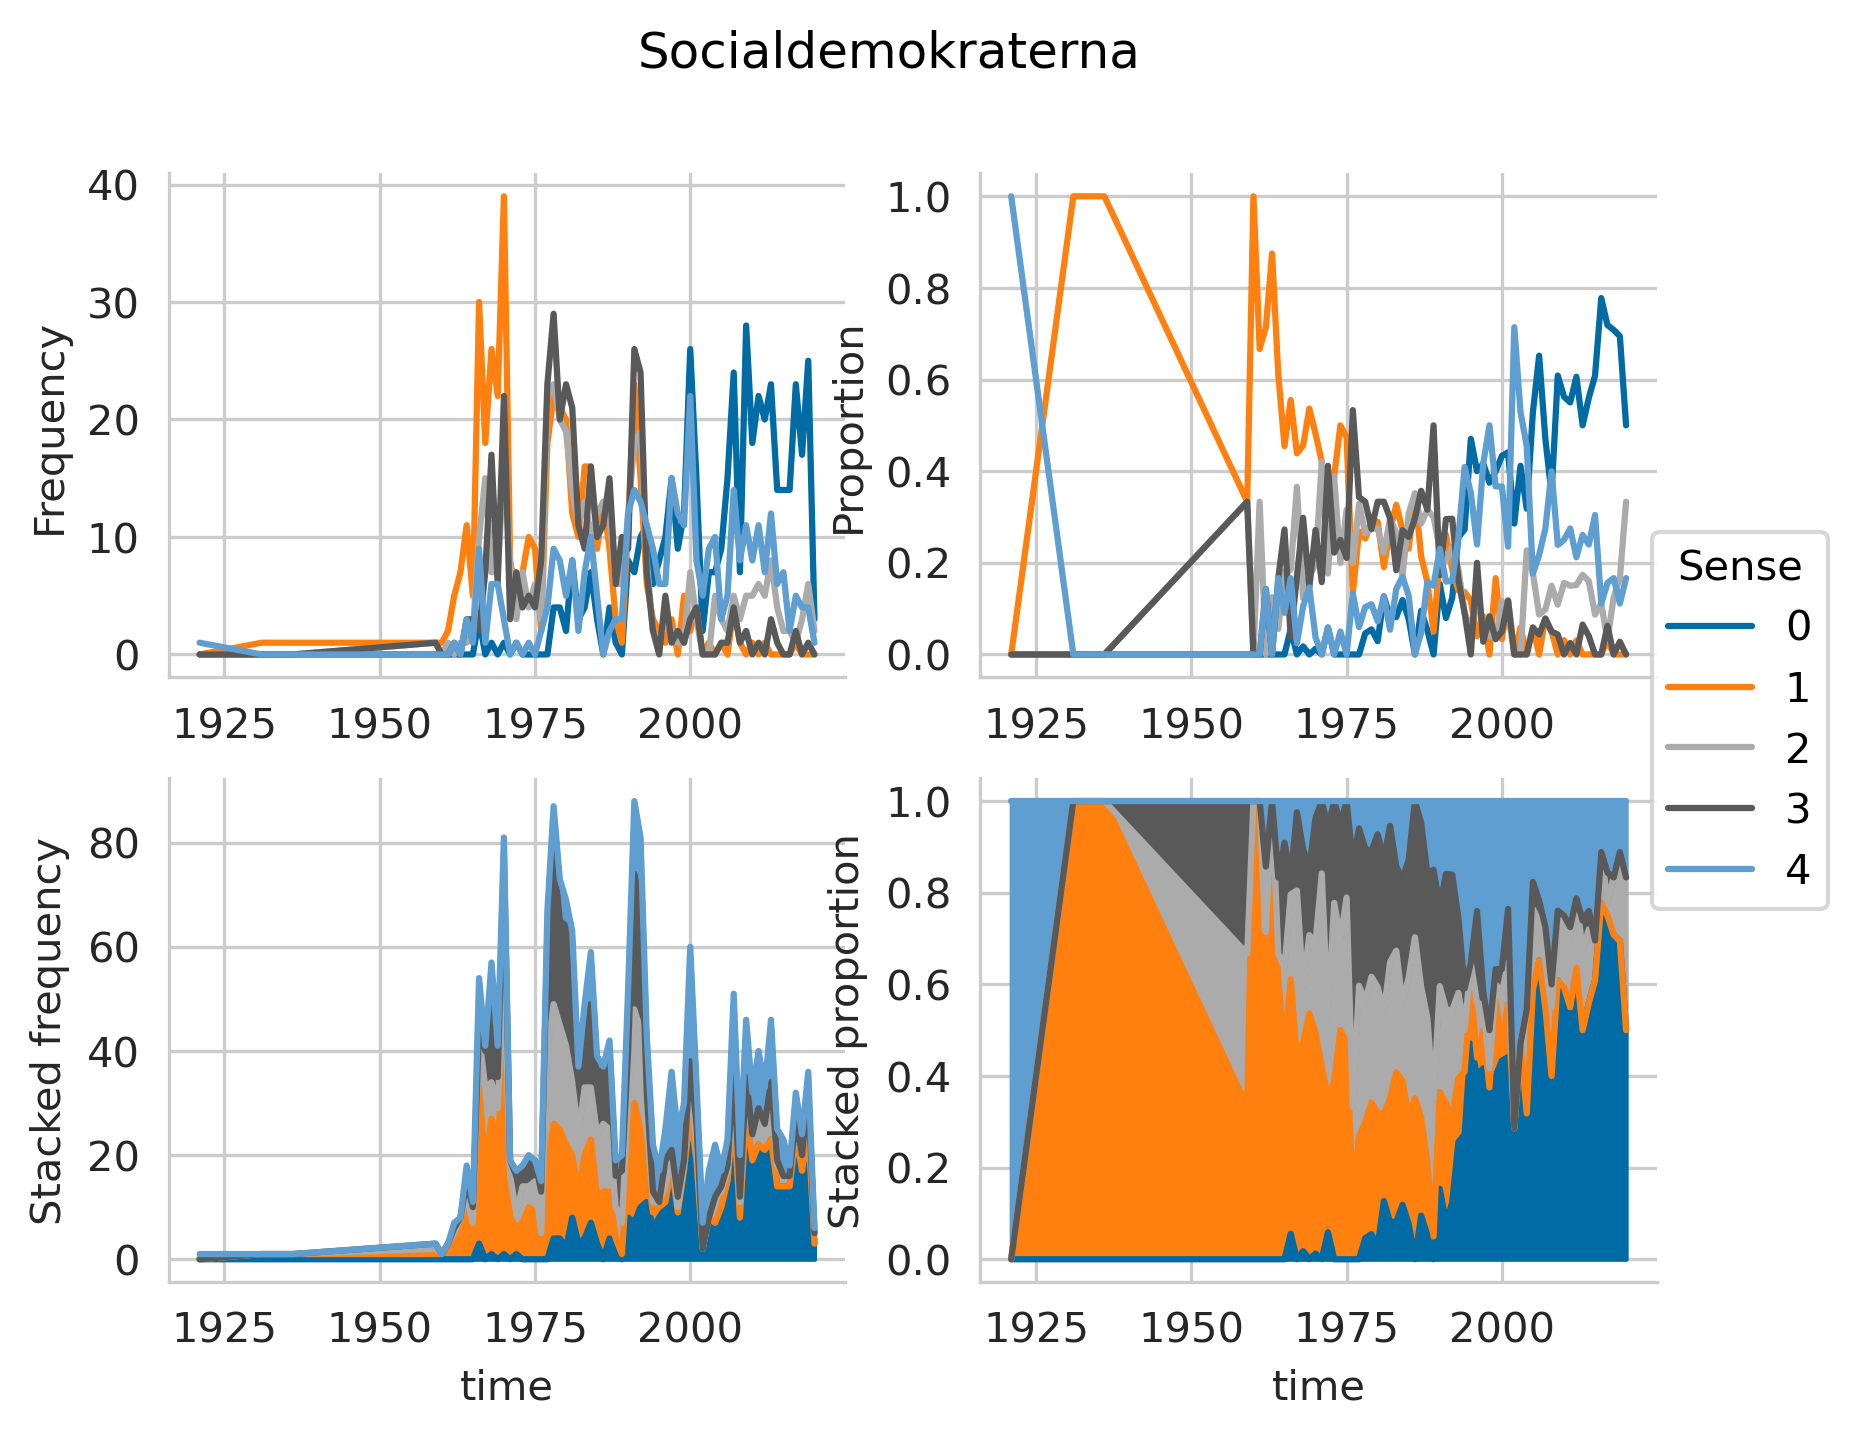 Socialdemokraterna
40
30
20
10
0
Frequency
1925 1950 1975 2000
1.0
0.8
0.6
0.4
0.2
0.0
Proportion
1925 1950 1975 2000
80
60
40
20
0
Stacked frequency
1925 1950 1975 2000
time
1.0
0.8
0.6
0.4
0.2
0.0
Stacked proportion
1925 1950 1975 2000
time
Sense
0
1
2
3
4